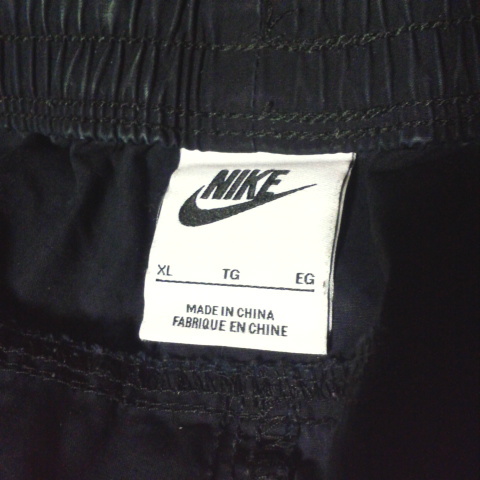 NIKE
XL TG EG
MADE IN CHINA
FABRIQUE EN CHINE